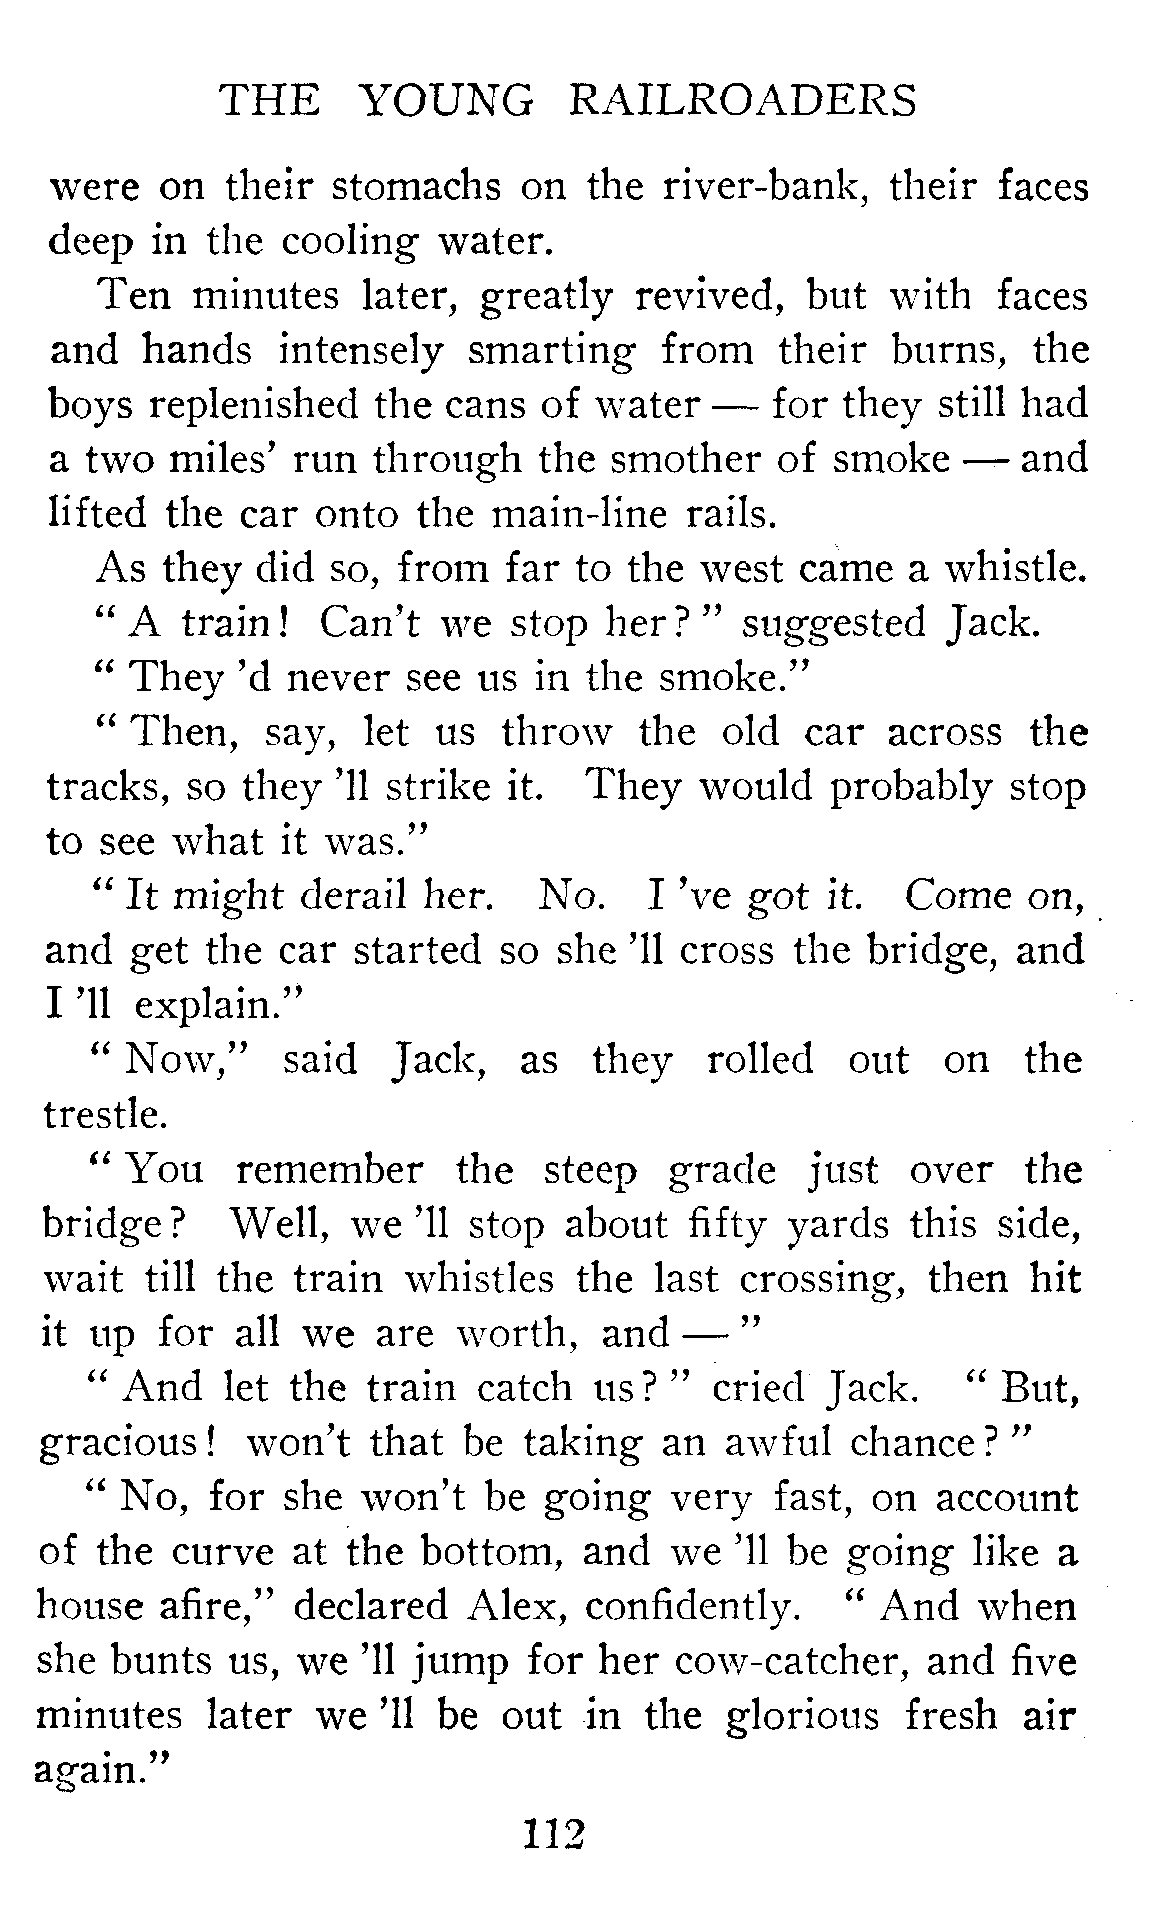 THE YOUNG RAILROADERS
were on their stomachs on the river-bank, their faces
deep in the cooling water.
Ten minutes later, greatly revived, but with faces
and hands intensely smarting from their burns, the
boys replenished the cans of water — for they still had
a two miles' run through the smother of smoke — and
lifted the car onto the main-line rails.
As they did so, from far to the west came a whistle.
" A train! Can't we stop her? " suggested Jack.
" They 'd never see us in the smoke."
" Then, say, let us throw the old car across the
tracks, so they 'll strike it. They would probably stop
to see what it was."
" It might derail her. No. I 've got it. Come on,
and get the car started so she 'll cross the bridge, and
I 'll explain."
" Now," said Jack, as they rolled out on the
trestle.
" You remember the steep grade just over the
bridge? Well, we 'll stop about fifty yards this side,
wait till the train whistles the last crossing, then hit
it up for all we are worth, and — "
" And let the train catch us? " cried Jack. " But,
gracious! won't that be taking an awful chance? "
" No, for she won't be going very fast, on account
of the curve at the bottom, and we 'll be going like a
house afire," declared Alex, confidently. " And when
she bunts us, we 'll jump for her cow-catcher, and five
minutes later we 'll be out in the glorious fresh air
again."
112